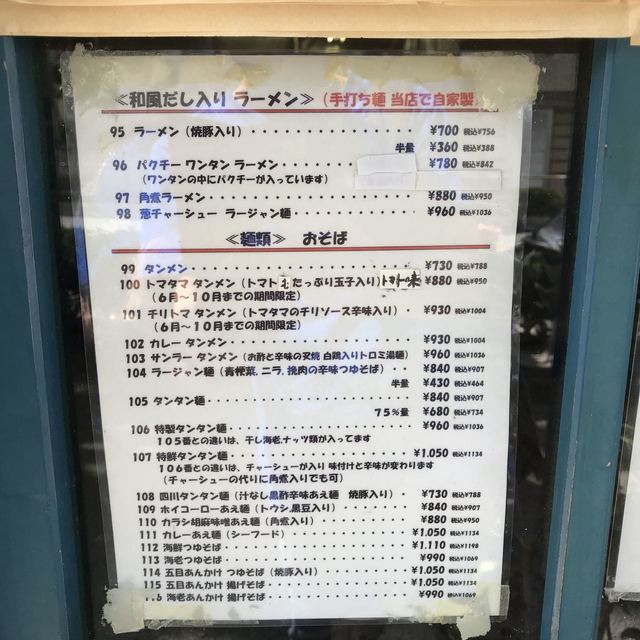 ≪和風だし入り ラーメン≫(手打ち麺 当店で自家製)
95 ラーメン(焼豚入り)・・・・・・・・・・・・・¥700 税込¥756
半量 ¥360 税込¥388
96 パクチー ワンタン ラーメン・・・・・・¥780 税込¥842
(ワンタンの中にパクチーが入っています)
97 角煮ラーメン・・・・・・・・・・・・・・・・¥880 税込¥950
98 葱チャーシュー ラージャン麺・・・・・・・・・¥960 税込¥1036
≪麺類≫ おそば
99 タンメン・・・・・・・・・・・・・・・・・・¥730 税込¥788
100 トマタマ タンメン(トマト たっぷり玉子入り)トマト味 ¥880 税込¥950
(6月〜10月までの期間限定)
101 チリトマ タンメン(トマタマのチリソース辛味入り)・・¥930 税込¥1004
(6月〜10月までの期間限定)
102 カレー タンメン・・・・・・・・・・・・・・・¥930 税込¥1004
103 サンラー タンメン(お酢と辛味の 白鶏入りトロミ湯麺) ¥960 税込¥1036
104 ラージャン麺(青梗菜, ニラ, 挽肉の辛味つゆそば)・・・¥840 税込¥907
半量 ¥430 税込¥464
105 タンタン麺・・・・・・・・・・・・・・・・・¥840 税込¥907
75%量 ¥680 税込¥734
106 特製タンタン麺・・・・・・・・・・・・・・・¥960 税込¥1036
105番との違いは、干し海老,ナッツ類が入ってます
107 特鮮タンタン麺・・・・・・・・・・・・・・・¥1.050 税込¥1134
106番との違いは、チャーシューが入り 味付けと辛味が変わります
(チャーシューの代りに角煮入りでも可)
108 四川タンタン麺(汁なし黒酢辛味あえ麺 焼豚入り)・・¥730 税込¥788
109 ホイコーローあえ麺(トウシ,黒豆入り)・・・・・¥840 税込¥907
110 カラシ胡麻味噌あえ麺(角煮入り)・・・・・・・¥880 税込¥950
111 カレーあえ麺(シーフード)・・・・・・・・・・¥1.050 税込¥1134
112 海鮮つゆそば・・・・・・・・・・・・・・・・¥1.110 税込¥1198
113 海老つゆそば・・・・・・・・・・・・・・・・¥990 税込¥1069
114 五目あんかけ つゆそば(焼豚入り)・・・・・・・¥1.050 税込¥1134
115 五目あんかけ 揚げそば・・・・・・・・・・・・¥1.050 税込¥1134
116 海老あんかけ 揚げそば・・・・・・・・・・・・¥990 税込¥1069